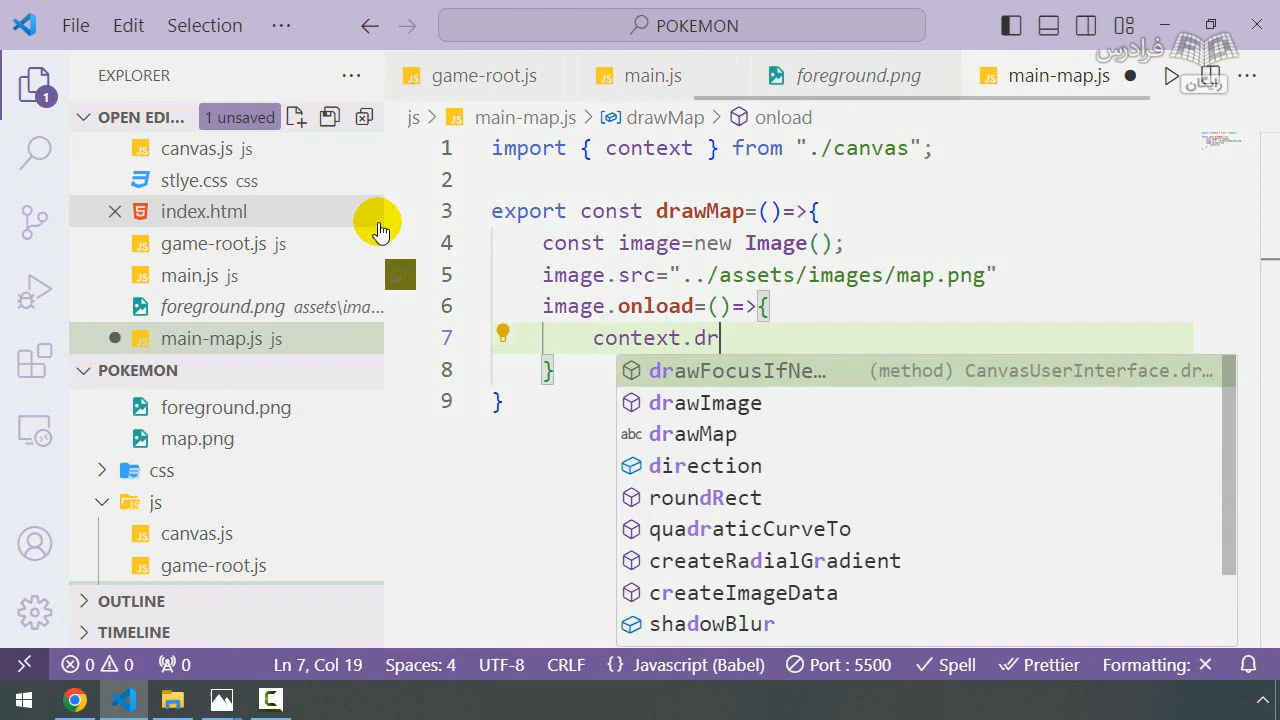 File Edit Selection ··· POKEMON
فرادرس
رایگان
EXPLORER ···
game-root.js main.js foreground.png main-map.js ● ···
OPEN EDI... 1 unsaved
js > main-map.js > drawMap > onload
canvas.js js
stlye.css css
index.html
game-root.js js
main.js js
foreground.png assets\ima...
main-map.js js
POKEMON
foreground.png
map.png
css
js
canvas.js
game-root.js
OUTLINE
TIMELINE
1 import { context } from "./canvas";
2
3 export const drawMap=()=>{
4 const image=new Image();
5 image.src="../assets/images/map.png"
6 image.onload=()=>{
7 context.dr
8 }
9 }
drawFocusIfNe... (method) CanvasUserInterface.dr...
drawImage
abc drawMap
direction
roundRect
quadraticCurveTo
createRadialGradient
createImageData
shadowBlur
1
0 0 0 Ln 7, Col 19 Spaces: 4 UTF-8 CRLF {} Javascript (Babel) Port : 5500 Spell Prettier Formatting: ×